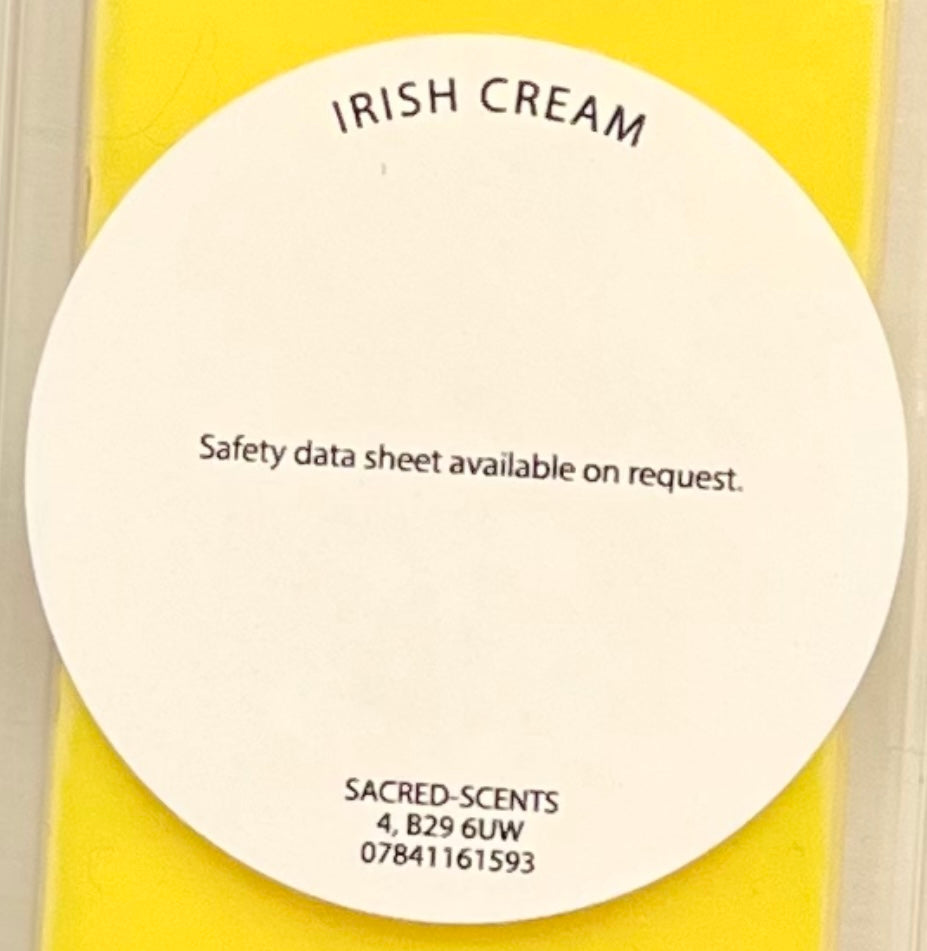 IRISH CREAM
Safety data sheet available on request.
SACRED-SCENTS
4, B29 6UW
07841161593